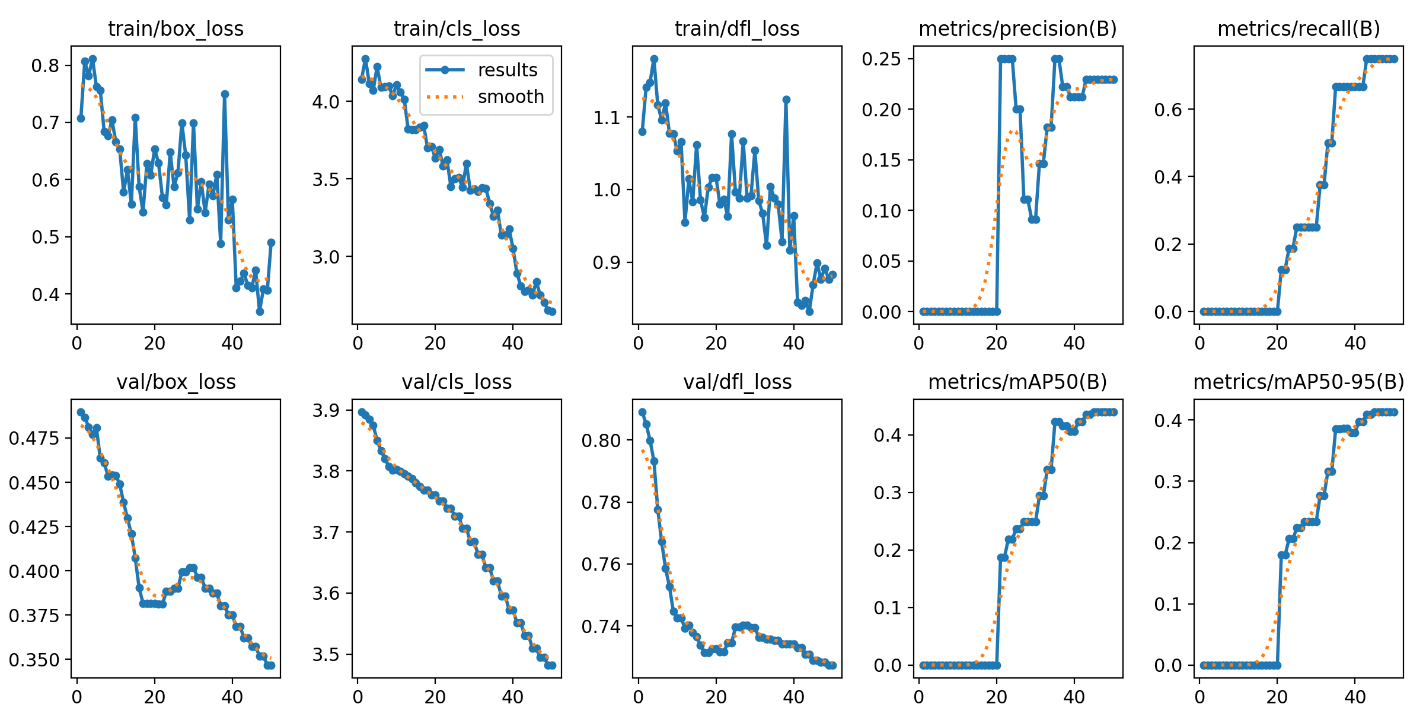 train/box_loss
train/cls_loss
train/dfl_loss
metrics/precision(B)
metrics/recall(B)
0.8
0.7
0.6
0.5
0.4
0 20 40
4.0
3.5
3.0
results
smooth
0 20 40
1.1
1.0
0.9
0 20 40
0.25
0.20
0.15
0.10
0.05
0.00
0 20 40
0.6
0.4
0.2
0.0
0 20 40
val/box_loss
val/cls_loss
val/dfl_loss
metrics/mAP50(B)
metrics/mAP50-95(B)
0.475
0.450
0.425
0.400
0.375
0.350
0 20 40
3.9
3.8
3.7
3.6
3.5
0 20 40
0.80
0.78
0.76
0.74
0 20 40
0.4
0.3
0.2
0.1
0.0
0 20 40
0.4
0.3
0.2
0.1
0.0
0 20 40